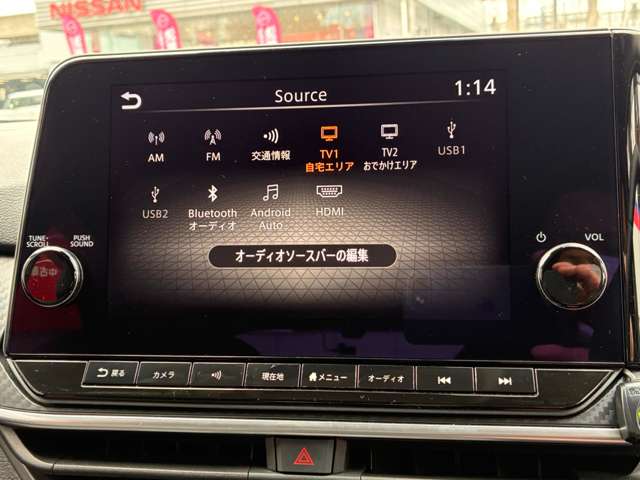 NISSAN
Source
1:14
AM
FM
交通情報
TV1
自宅エリア
TV2
おでかけエリア
USB1
USB2
Bluetooth
オーディオ
Android
Auto
HDMI
オーディオソースバーの編集
TUNE-
SCROLL
PUSH
SOUND
VOL
戻る
カメラ
現在地
メニュー
オーディオ